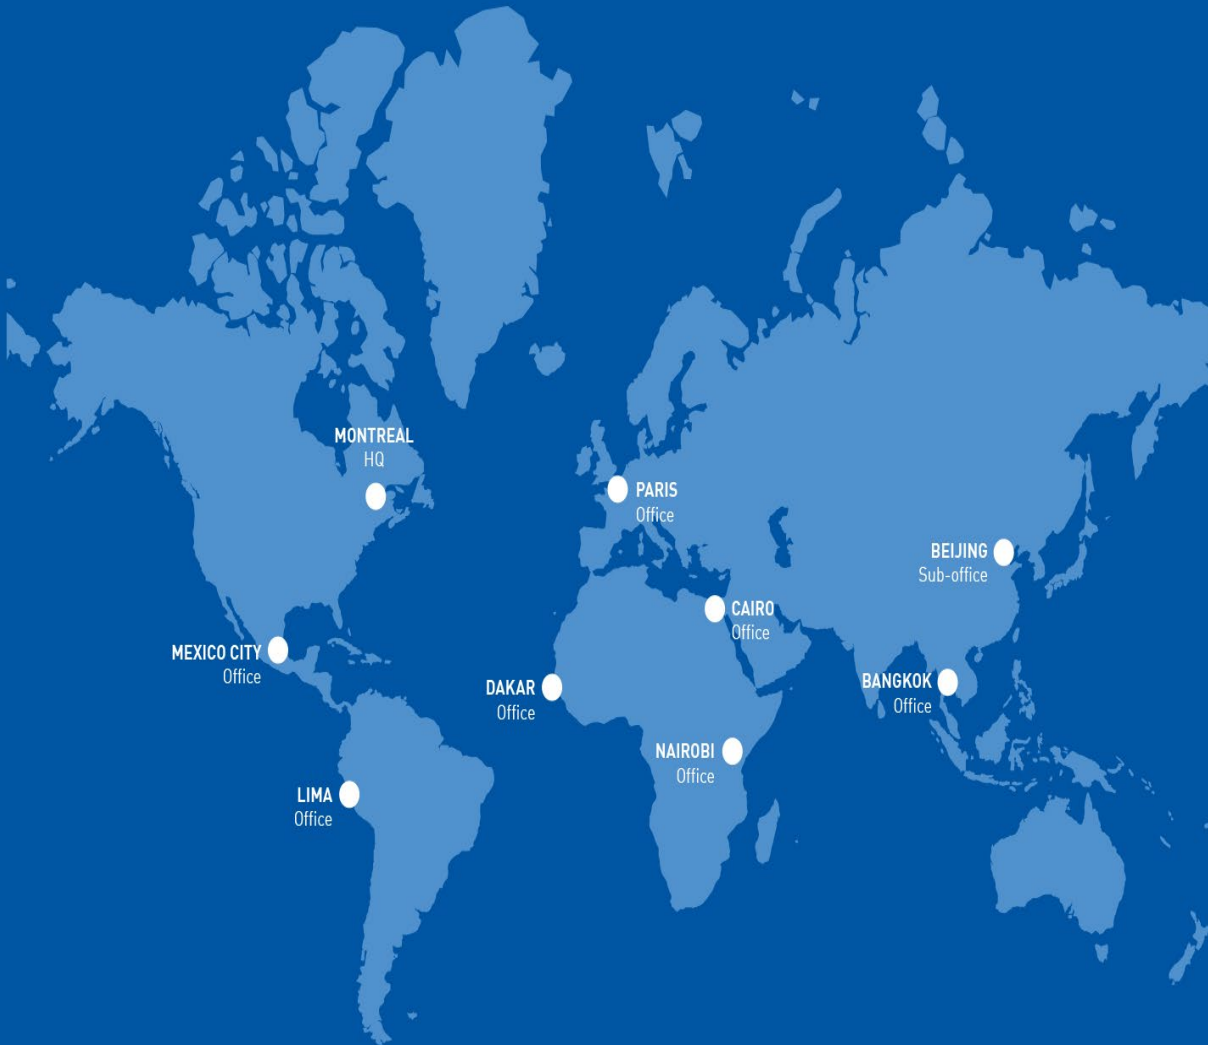 MONTREAL
HQ
PARIS
Office
BEIJING
Sub-office
CAIRO
Office
MEXICO CITY
Office
DAKAR
Office
BANGKOK
Office
NAIROBI
Office
LIMA
Office